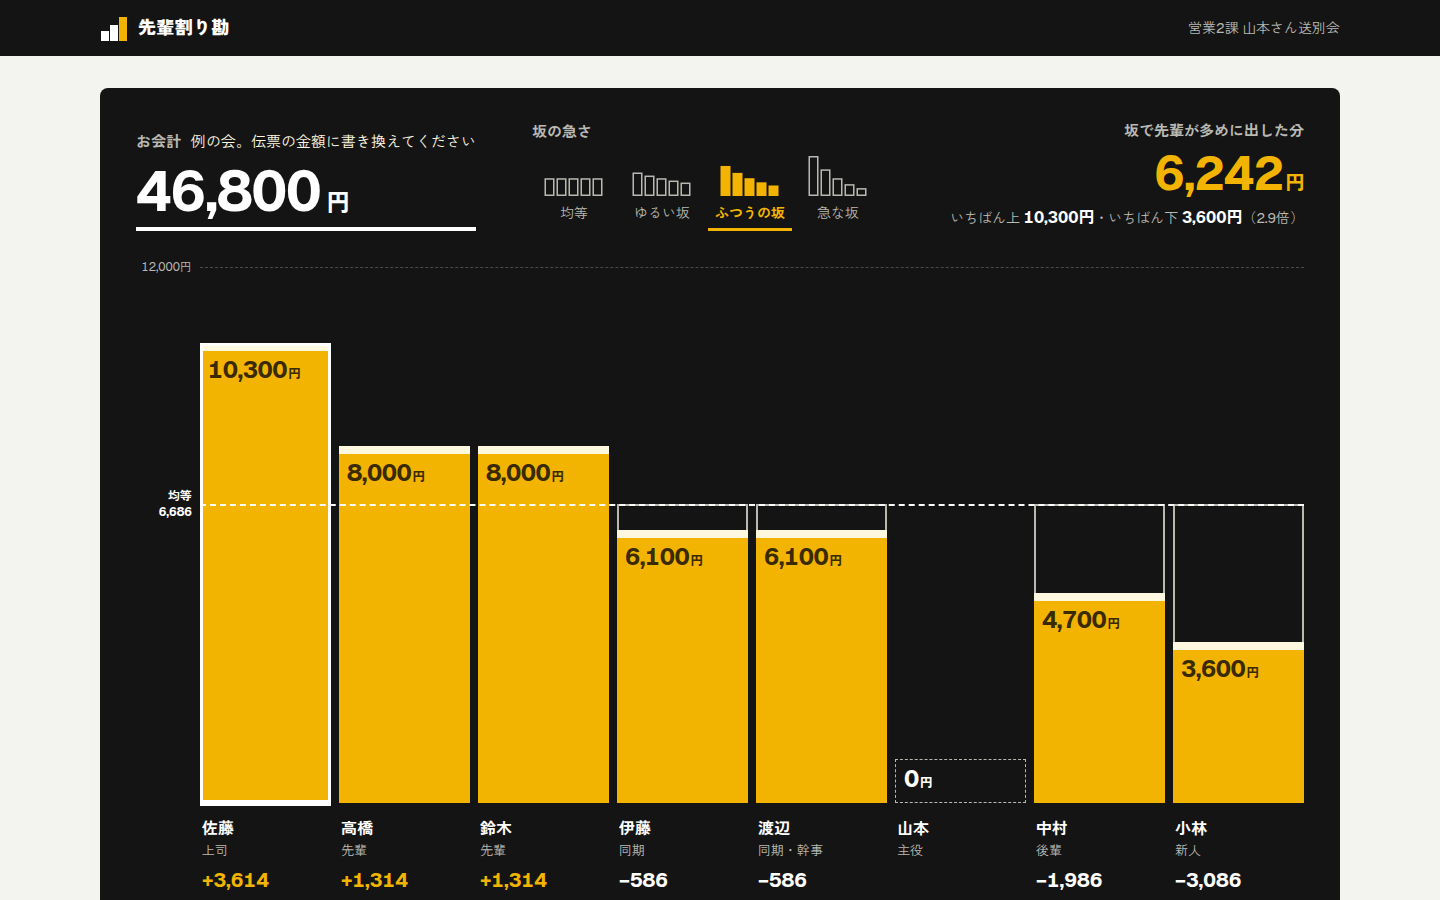 先輩割り勘
営業2課 山本さん送別会
お会計 例の会。伝票の金額に書き換えてください
46,800 円
坂の急さ
均等
ゆるい坂
ふつうの坂
急な坂
坂で先輩が多めに出した分
6,242円
いちばん上 10,300円・いちばん下 3,600円（2.9倍）
12,000円
均等
6,686
10,300円
8,000円
8,000円
6,100円
6,100円
0円
4,700円
3,600円
佐藤
上司
+3,614
高橋
先輩
+1,314
鈴木
先輩
+1,314
伊藤
同期
−586
渡辺
同期・幹事
−586
山本
主役
中村
後輩
−1,986
小林
新人
−3,086